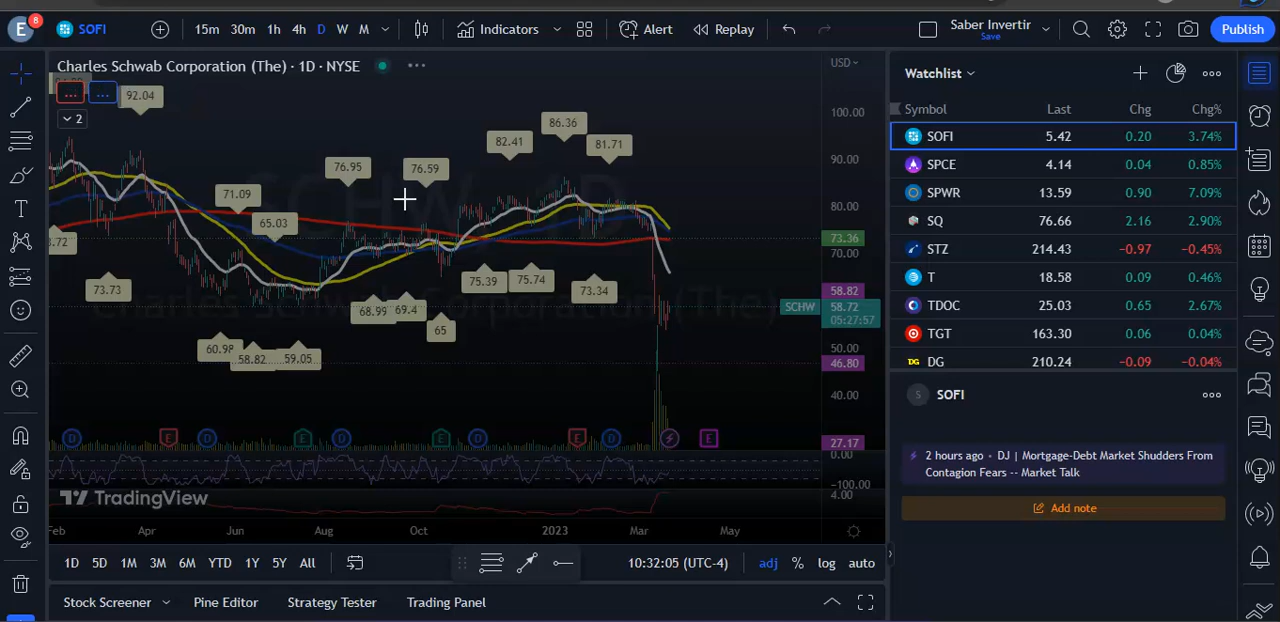 E 8 SOFI 15m 30m 1h 4h D W M Indicators Alert Replay Saber Invertir Publish
Save
Charles Schwab Corporation (The) · 1D · NYSE
USD
Watchlist
... ... 92.04
2
100.00
Symbol Last Chg Chg%
SOFI 5.42 0.20 3.74%
82.41 86.36 81.71
90.00
SPCE 4.14 0.04 0.85%
76.95 76.59
71.09
80.00
SPWR 13.59 0.90 7.09%
65.03
SQ 76.66 2.16 2.90%
73.36
70.00
STZ 214.43 −0.97 −0.45%
73.73 75.39 75.74 73.34
58.82
T 18.58 0.09 0.46%
68.99 69.4 65
SCHW 58.72
05:27:57
TDOC 25.03 0.65 2.67%
60.98 58.82 59.05
50.00
TGT 163.30 0.06 0.04%
46.80
DG 210.24 −0.09 −0.04%
40.00
S SOFI
D E D E D E D E D E
27.17
0.00
2 hours ago · DJ | Mortgage-Debt Market Shudders From
Contagion Fears -- Market Talk
−100.00
4.00
TradingView
Add note
Feb Apr Jun Aug Oct 2023 Mar May
1D 5D 1M 3M 6M YTD 1Y 5Y All 10:32:05 (UTC-4) adj % log auto
Stock Screener Pine Editor Strategy Tester Trading Panel